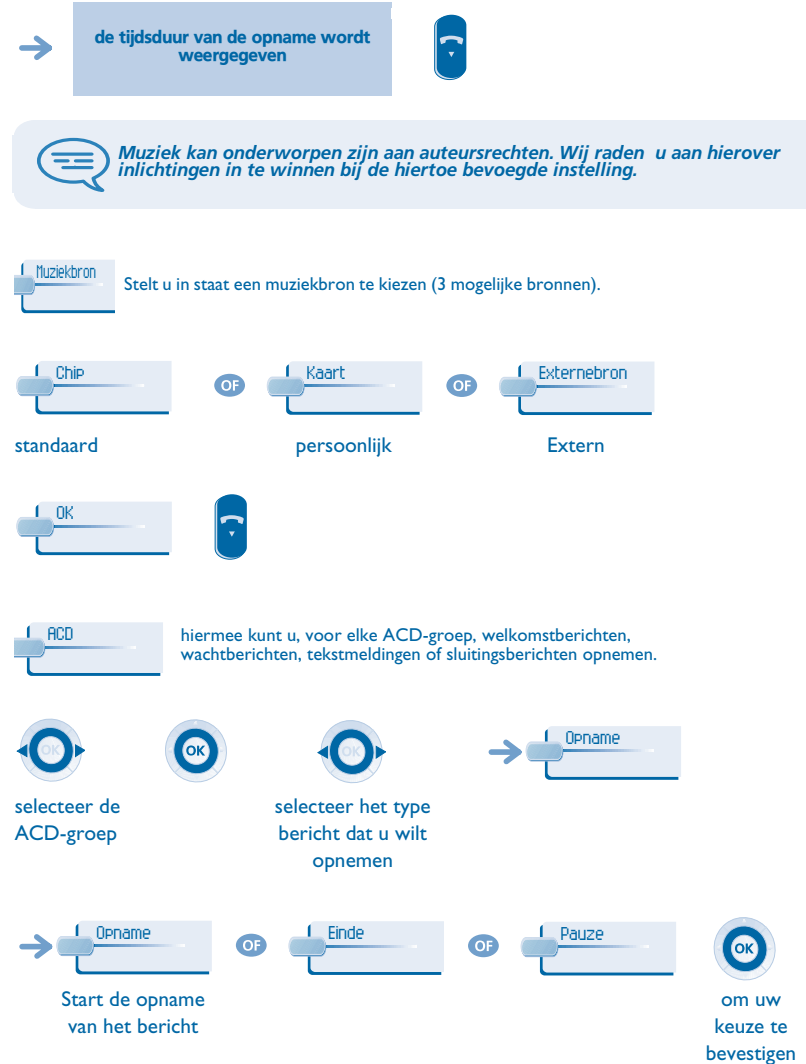 de tijdsduur van de opname wordt
weergegeven
Muziek kan onderworpen zijn aan auteursrechten. Wij raden u aan hierover
inlichtingen in te winnen bij de hiertoe bevoegde instelling.
Muziekbron
Stelt u in staat een muziekbron te kiezen (3 mogelijke bronnen).
Chip
OF
Kaart
OF
Externebron
standaard
persoonlijk
Extern
OK
ACD
hiermee kunt u, voor elke ACD-groep, welkomstberichten,
wachtberichten, tekstmeldingen of sluitingsberichten opnemen.
OK
OK
OK
Opname
selecteer de
ACD-groep
selecteer het type
bericht dat u wilt
opnemen
Opname
OF
Einde
OF
Pauze
OK
Start de opname
van het bericht
om uw
keuze te
bevestigen